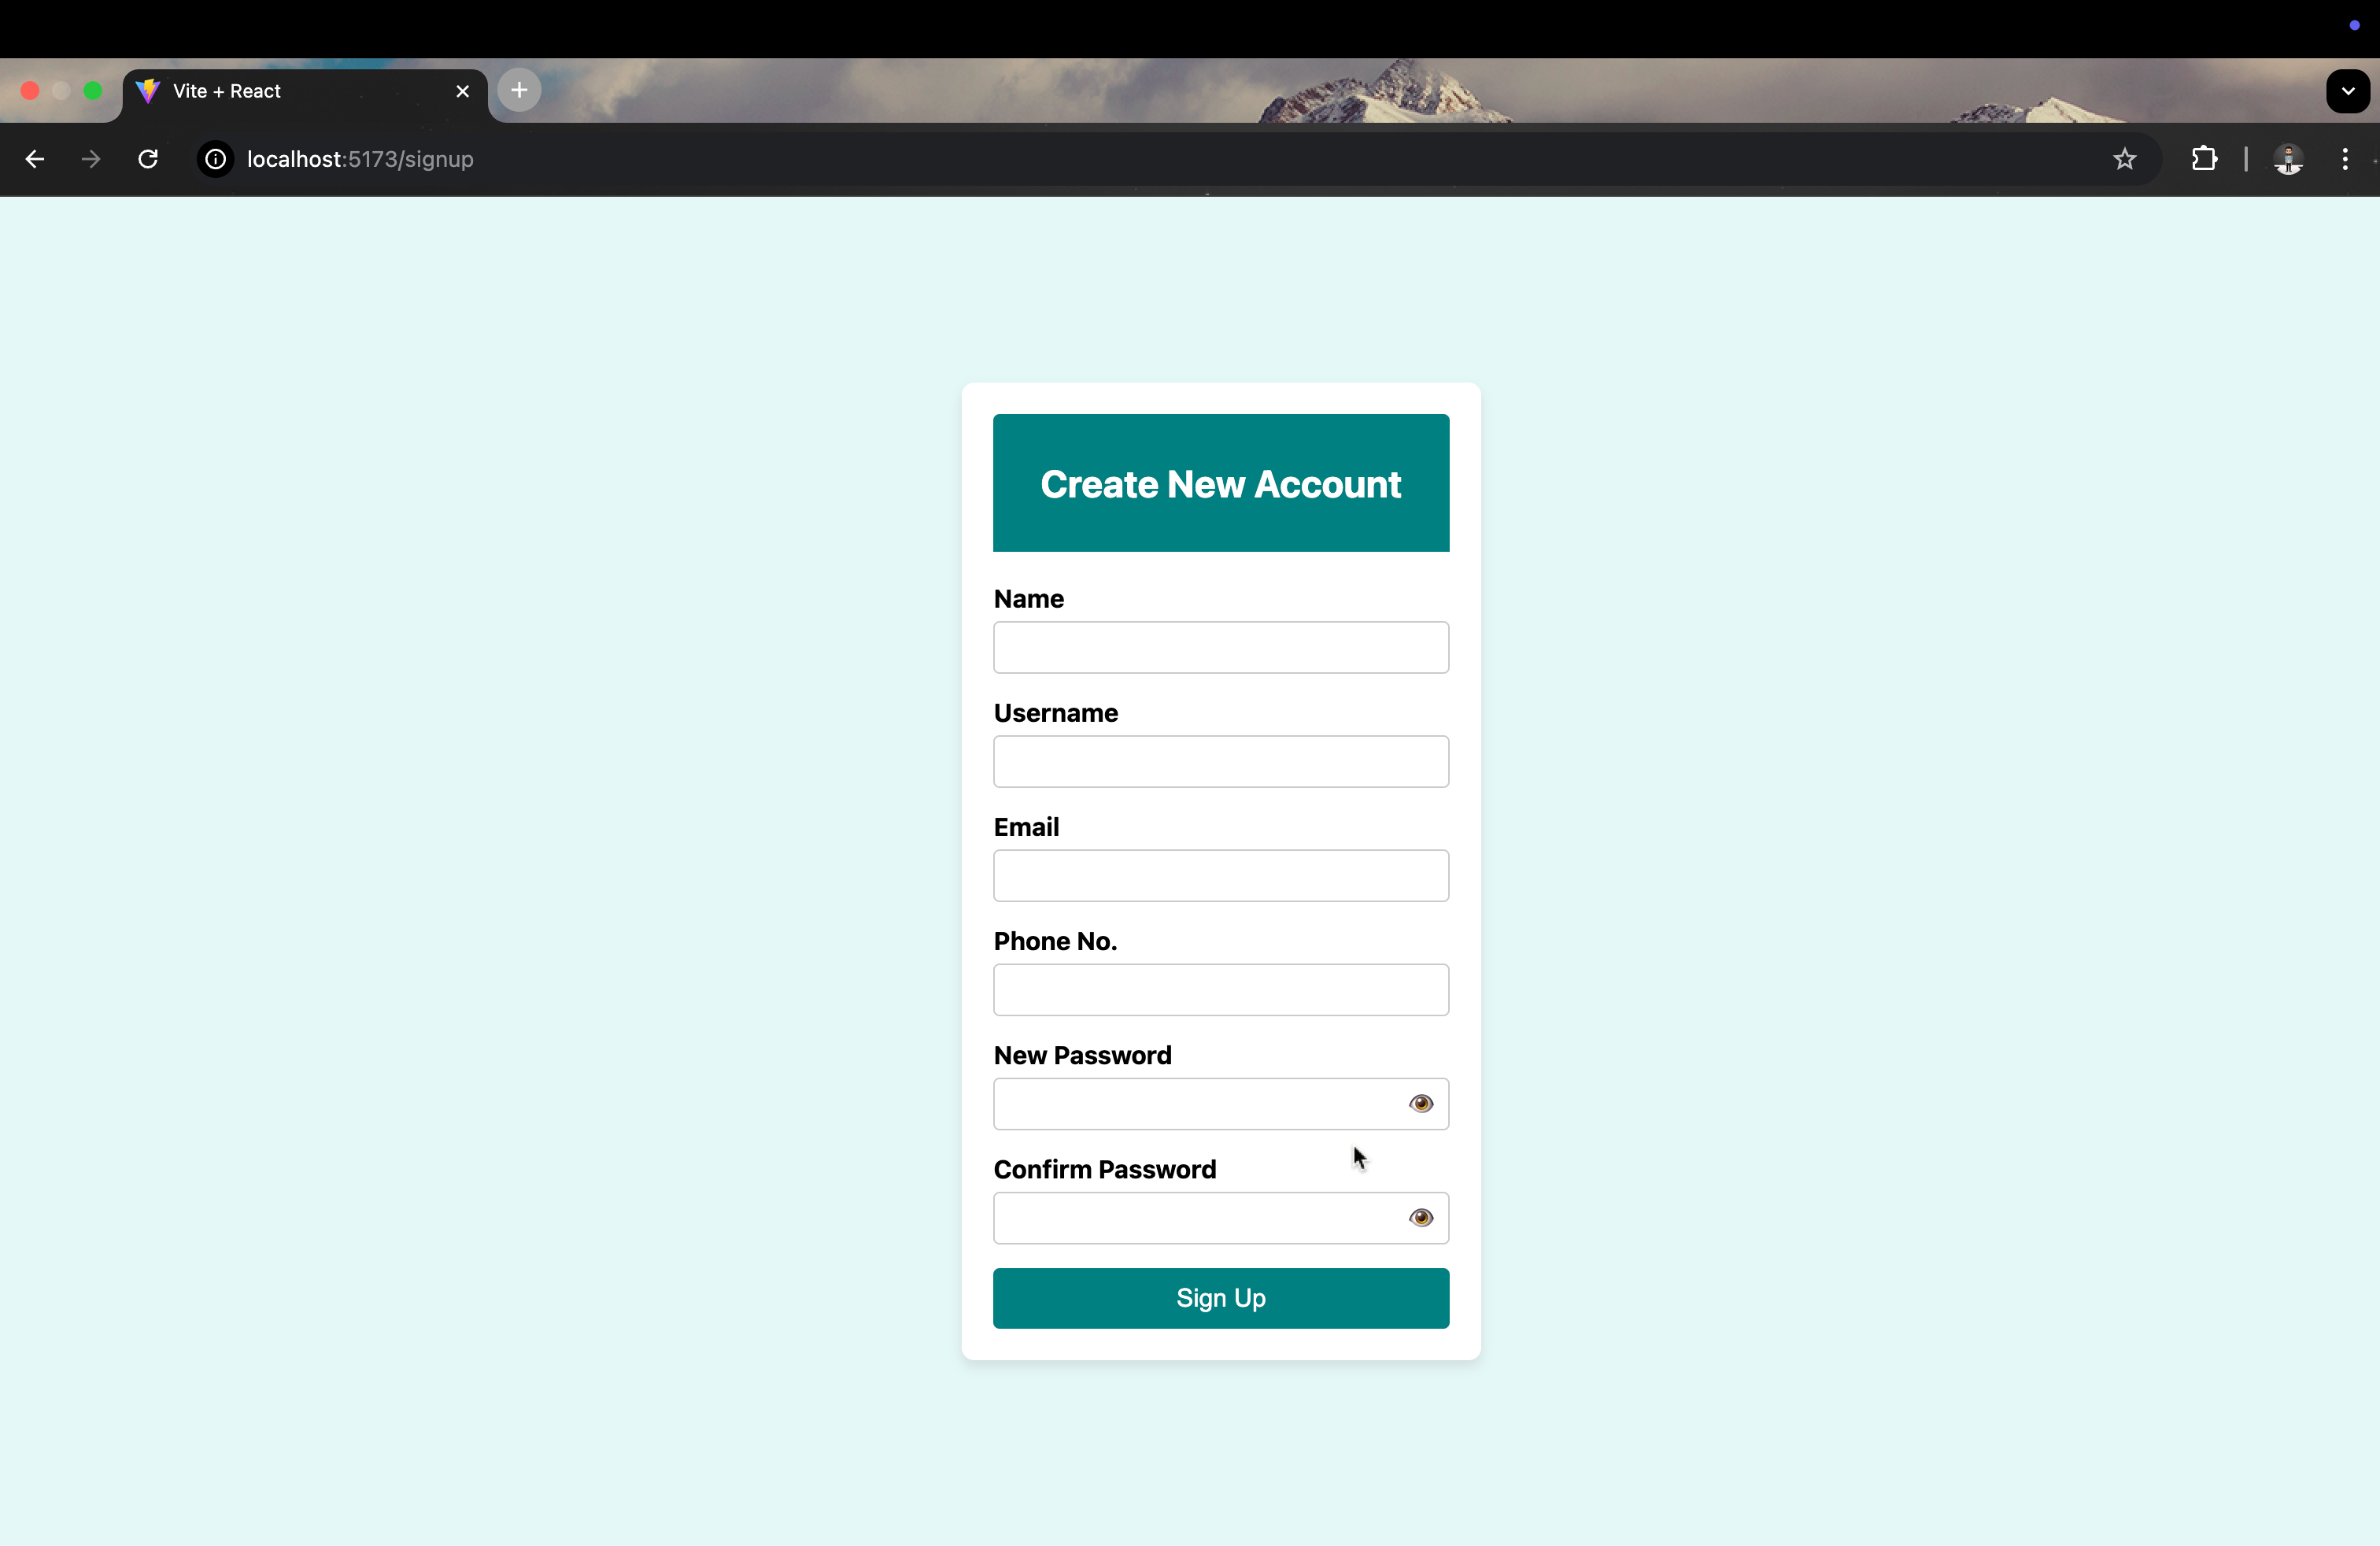 Vite + React
localhost:5173/signup
Create New Account
Name
Username
Email
Phone No.
New Password
Confirm Password
Sign Up